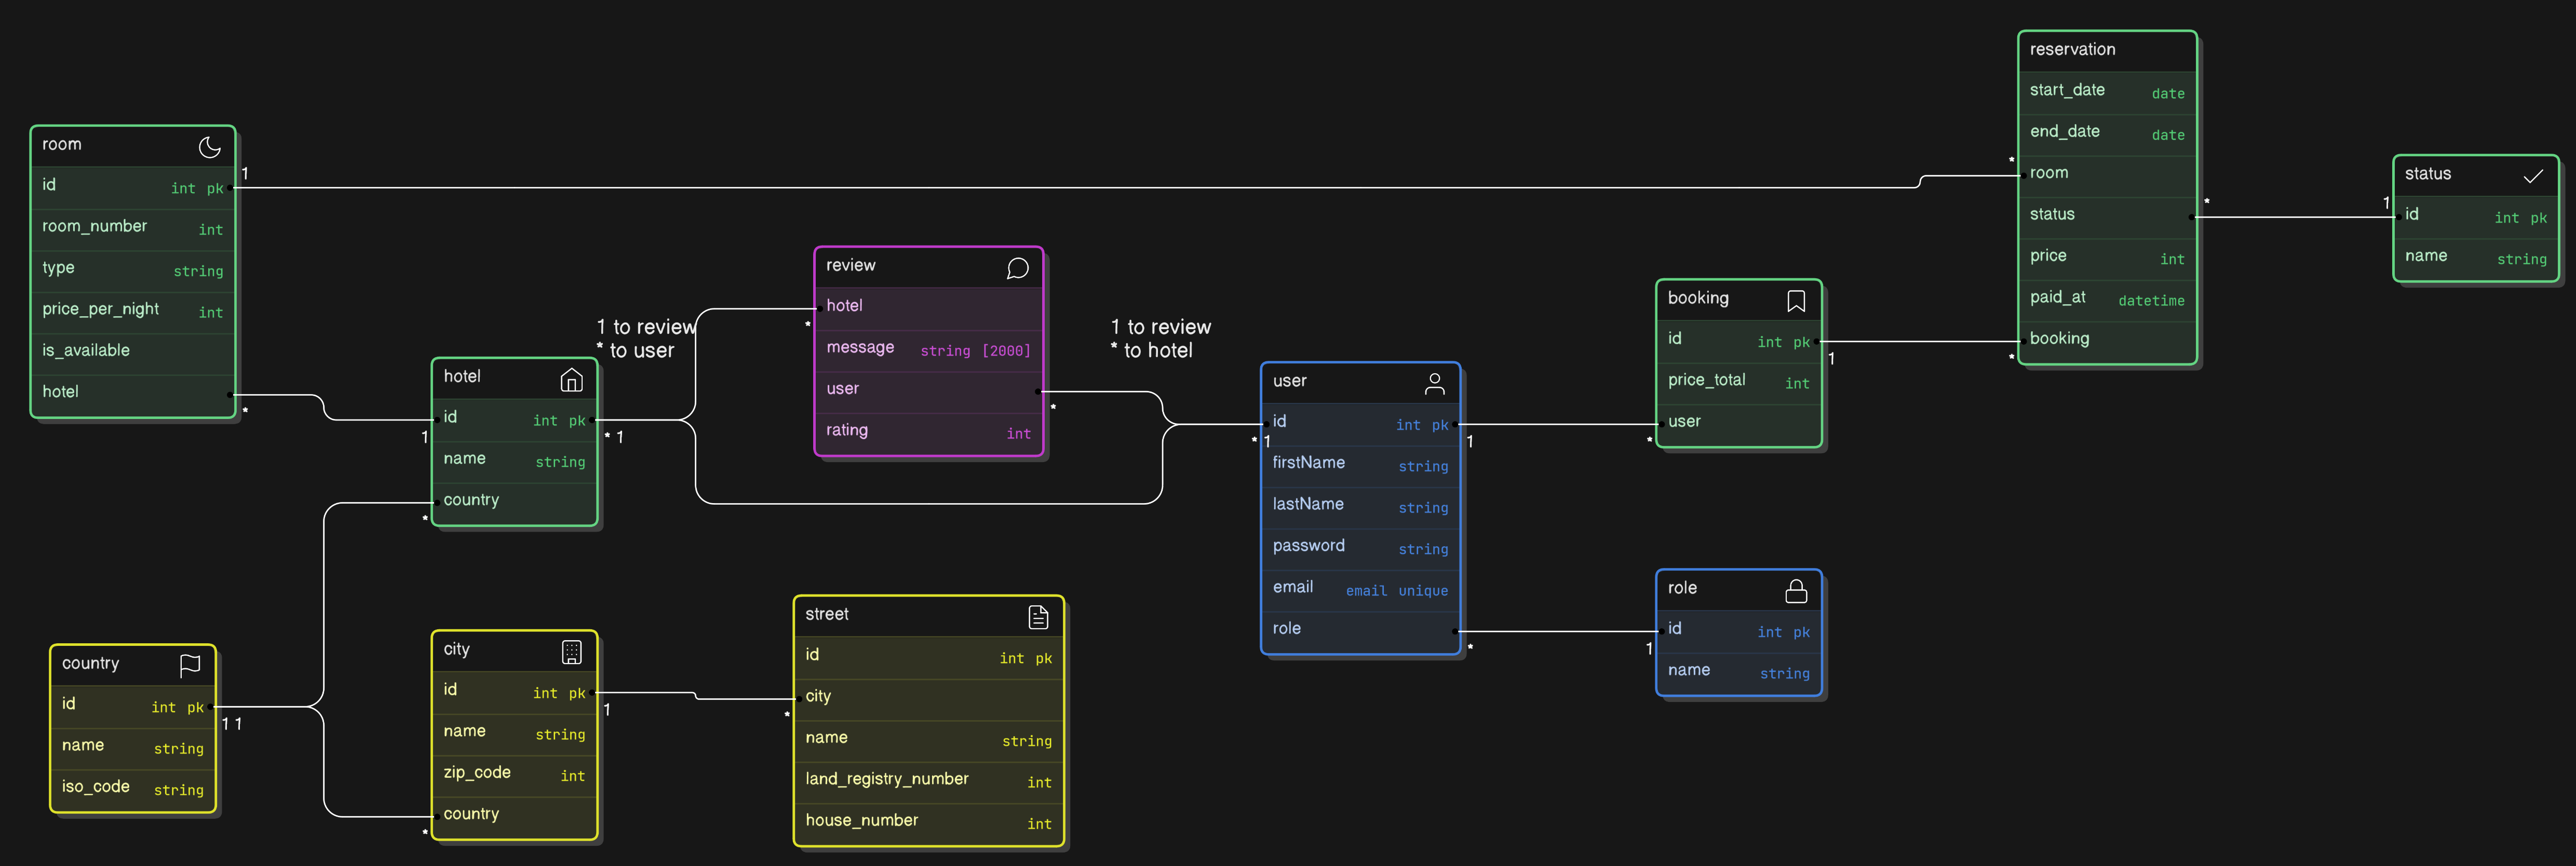 reservation
start_date date
end_date date
*
room
status
*
price int
paid_at datetime
booking
*
status
1
id int pk
name string
room
1
id int pk
room_number int
type string
price_per_night int
is_available
hotel
*
review
hotel
*
message string [2000]
user
*
rating int
1 to review
* to user
1 to review
* to hotel
booking
id int pk
1
price_total int
user
*
hotel
id int pk
1
* 1
name string
country
*
user
id int pk
* 1
1
firstName string
lastName string
password string
email email unique
role
*
role
id int pk
1
name string
country
id int pk
1 1
name string
iso_code string
city
id int pk
1
name string
zip_code int
country
*
street
id int pk
city
*
name string
land_registry_number int
house_number int